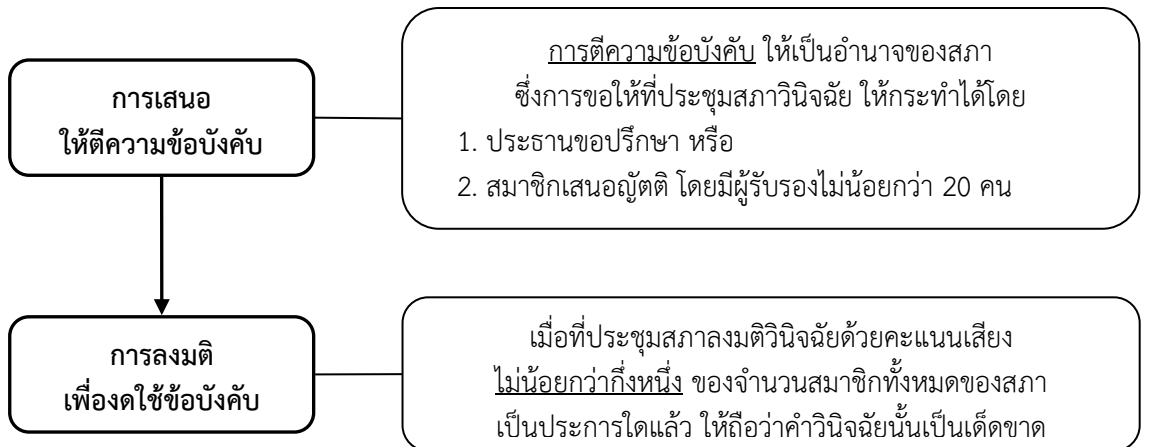 การเสนอ
ให้ตีความข้อบังคับ
การตีความข้อบังคับ ให้เป็นอำนาจของสภา
ซึ่งการขอให้ที่ประชุมสภาวินิจฉัย ให้กระทำได้โดย
1. ประธานขอปรึกษา หรือ
2. สมาชิกเสนอญัตติ โดยมีผู้รับรองไม่น้อยกว่า 20 คน
การลงมติ
เพื่องดใช้ข้อบังคับ
เมื่อที่ประชุมสภาลงมติวินิจฉัยด้วยคะแนนเสียง
ไม่น้อยกว่ากึ่งหนึ่ง ของจำนวนสมาชิกทั้งหมดของสภา
เป็นประการใดแล้ว ให้ถือว่าคำวินิจฉัยนั้นเป็นเด็ดขาด